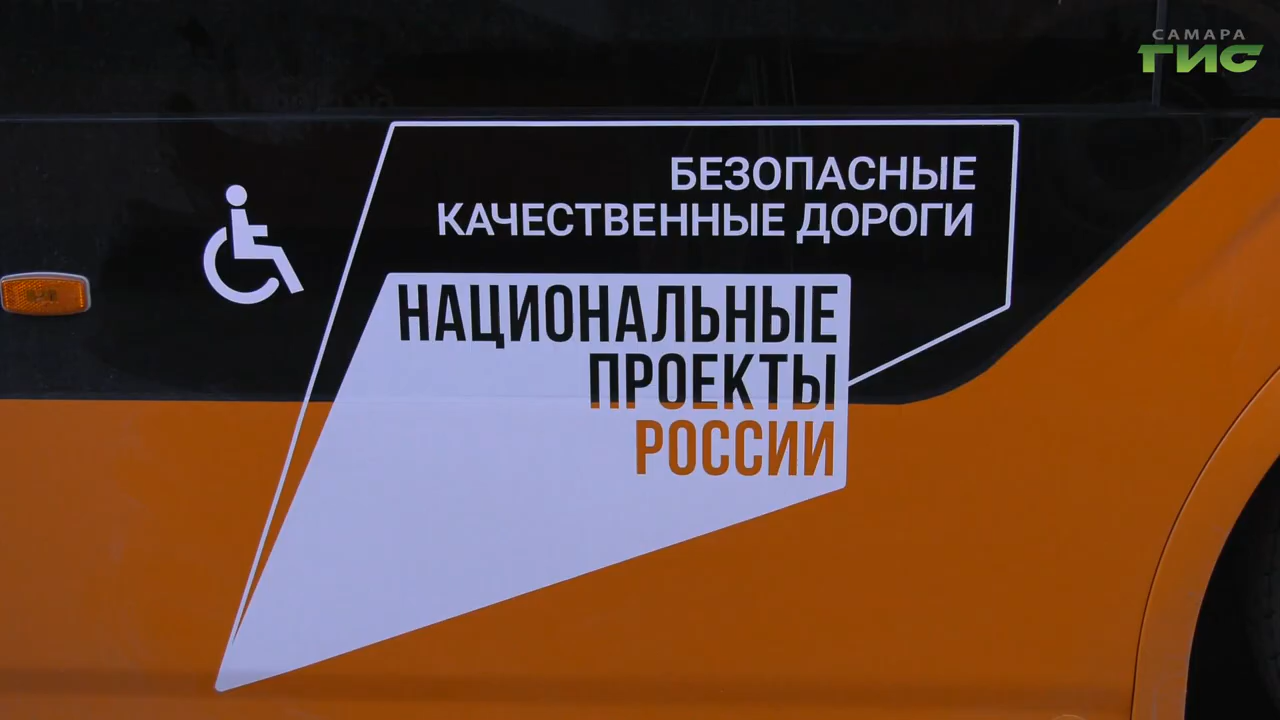 САМАРА
ГИС
БЕЗОПАСНЫЕ
КАЧЕСТВЕННЫЕ ДОРОГИ
НАЦИОНАЛЬНЫЕ
ПРОЕКТЫ
РОССИИ